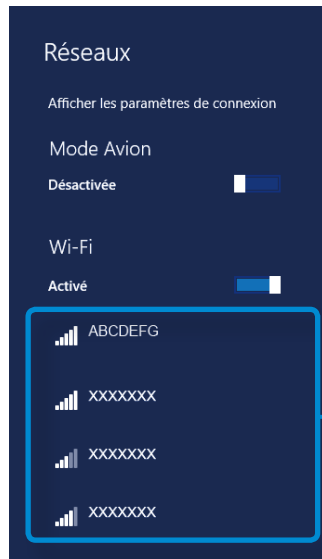 Réseaux
Afficher les paramètres de connexion
Mode Avion
Désactivée
Wi-Fi
Activé
ABCDEFG
XXXXXXX
XXXXXXX
XXXXXXX